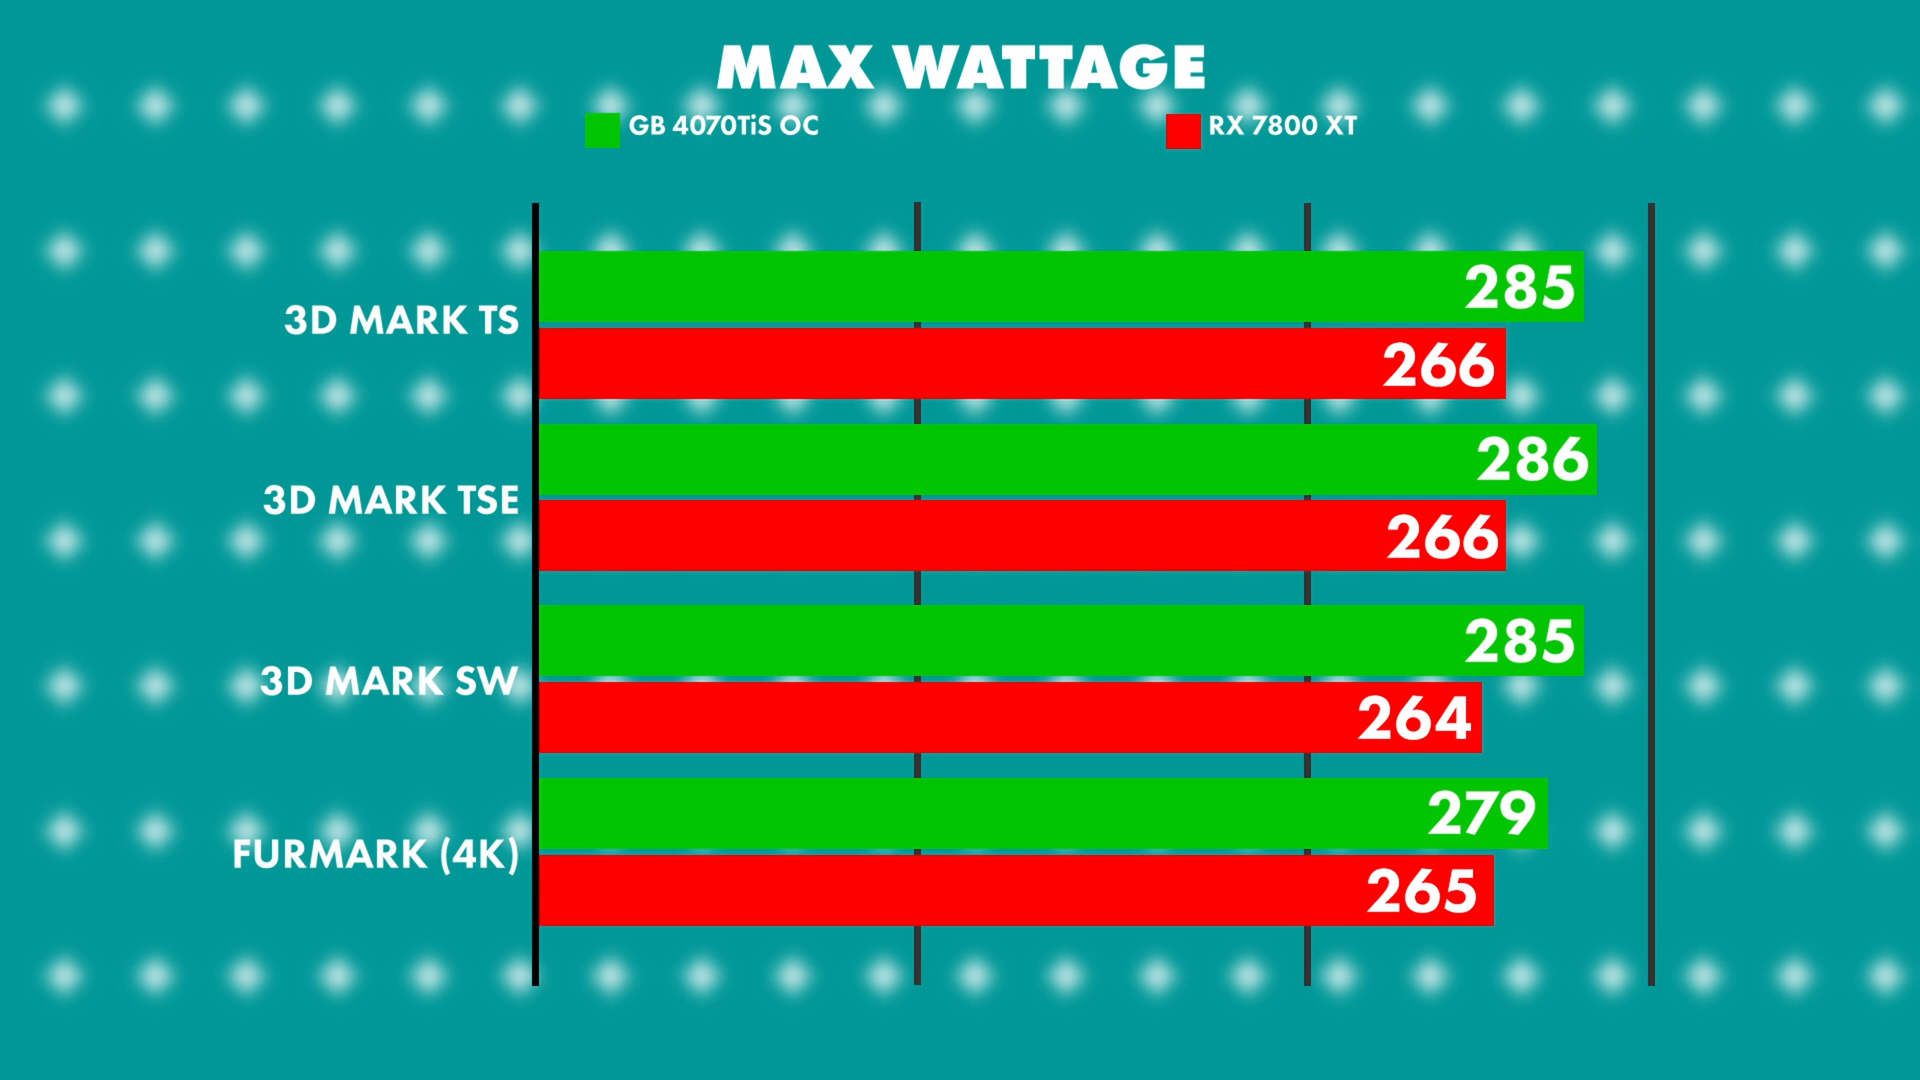 MAX WATTAGE
GB 4070TiS OC
RX 7800 XT
3D MARK TS
285
266
3D MARK TSE
286
266
3D MARK SW
285
264
FURMARK (4K)
279
265